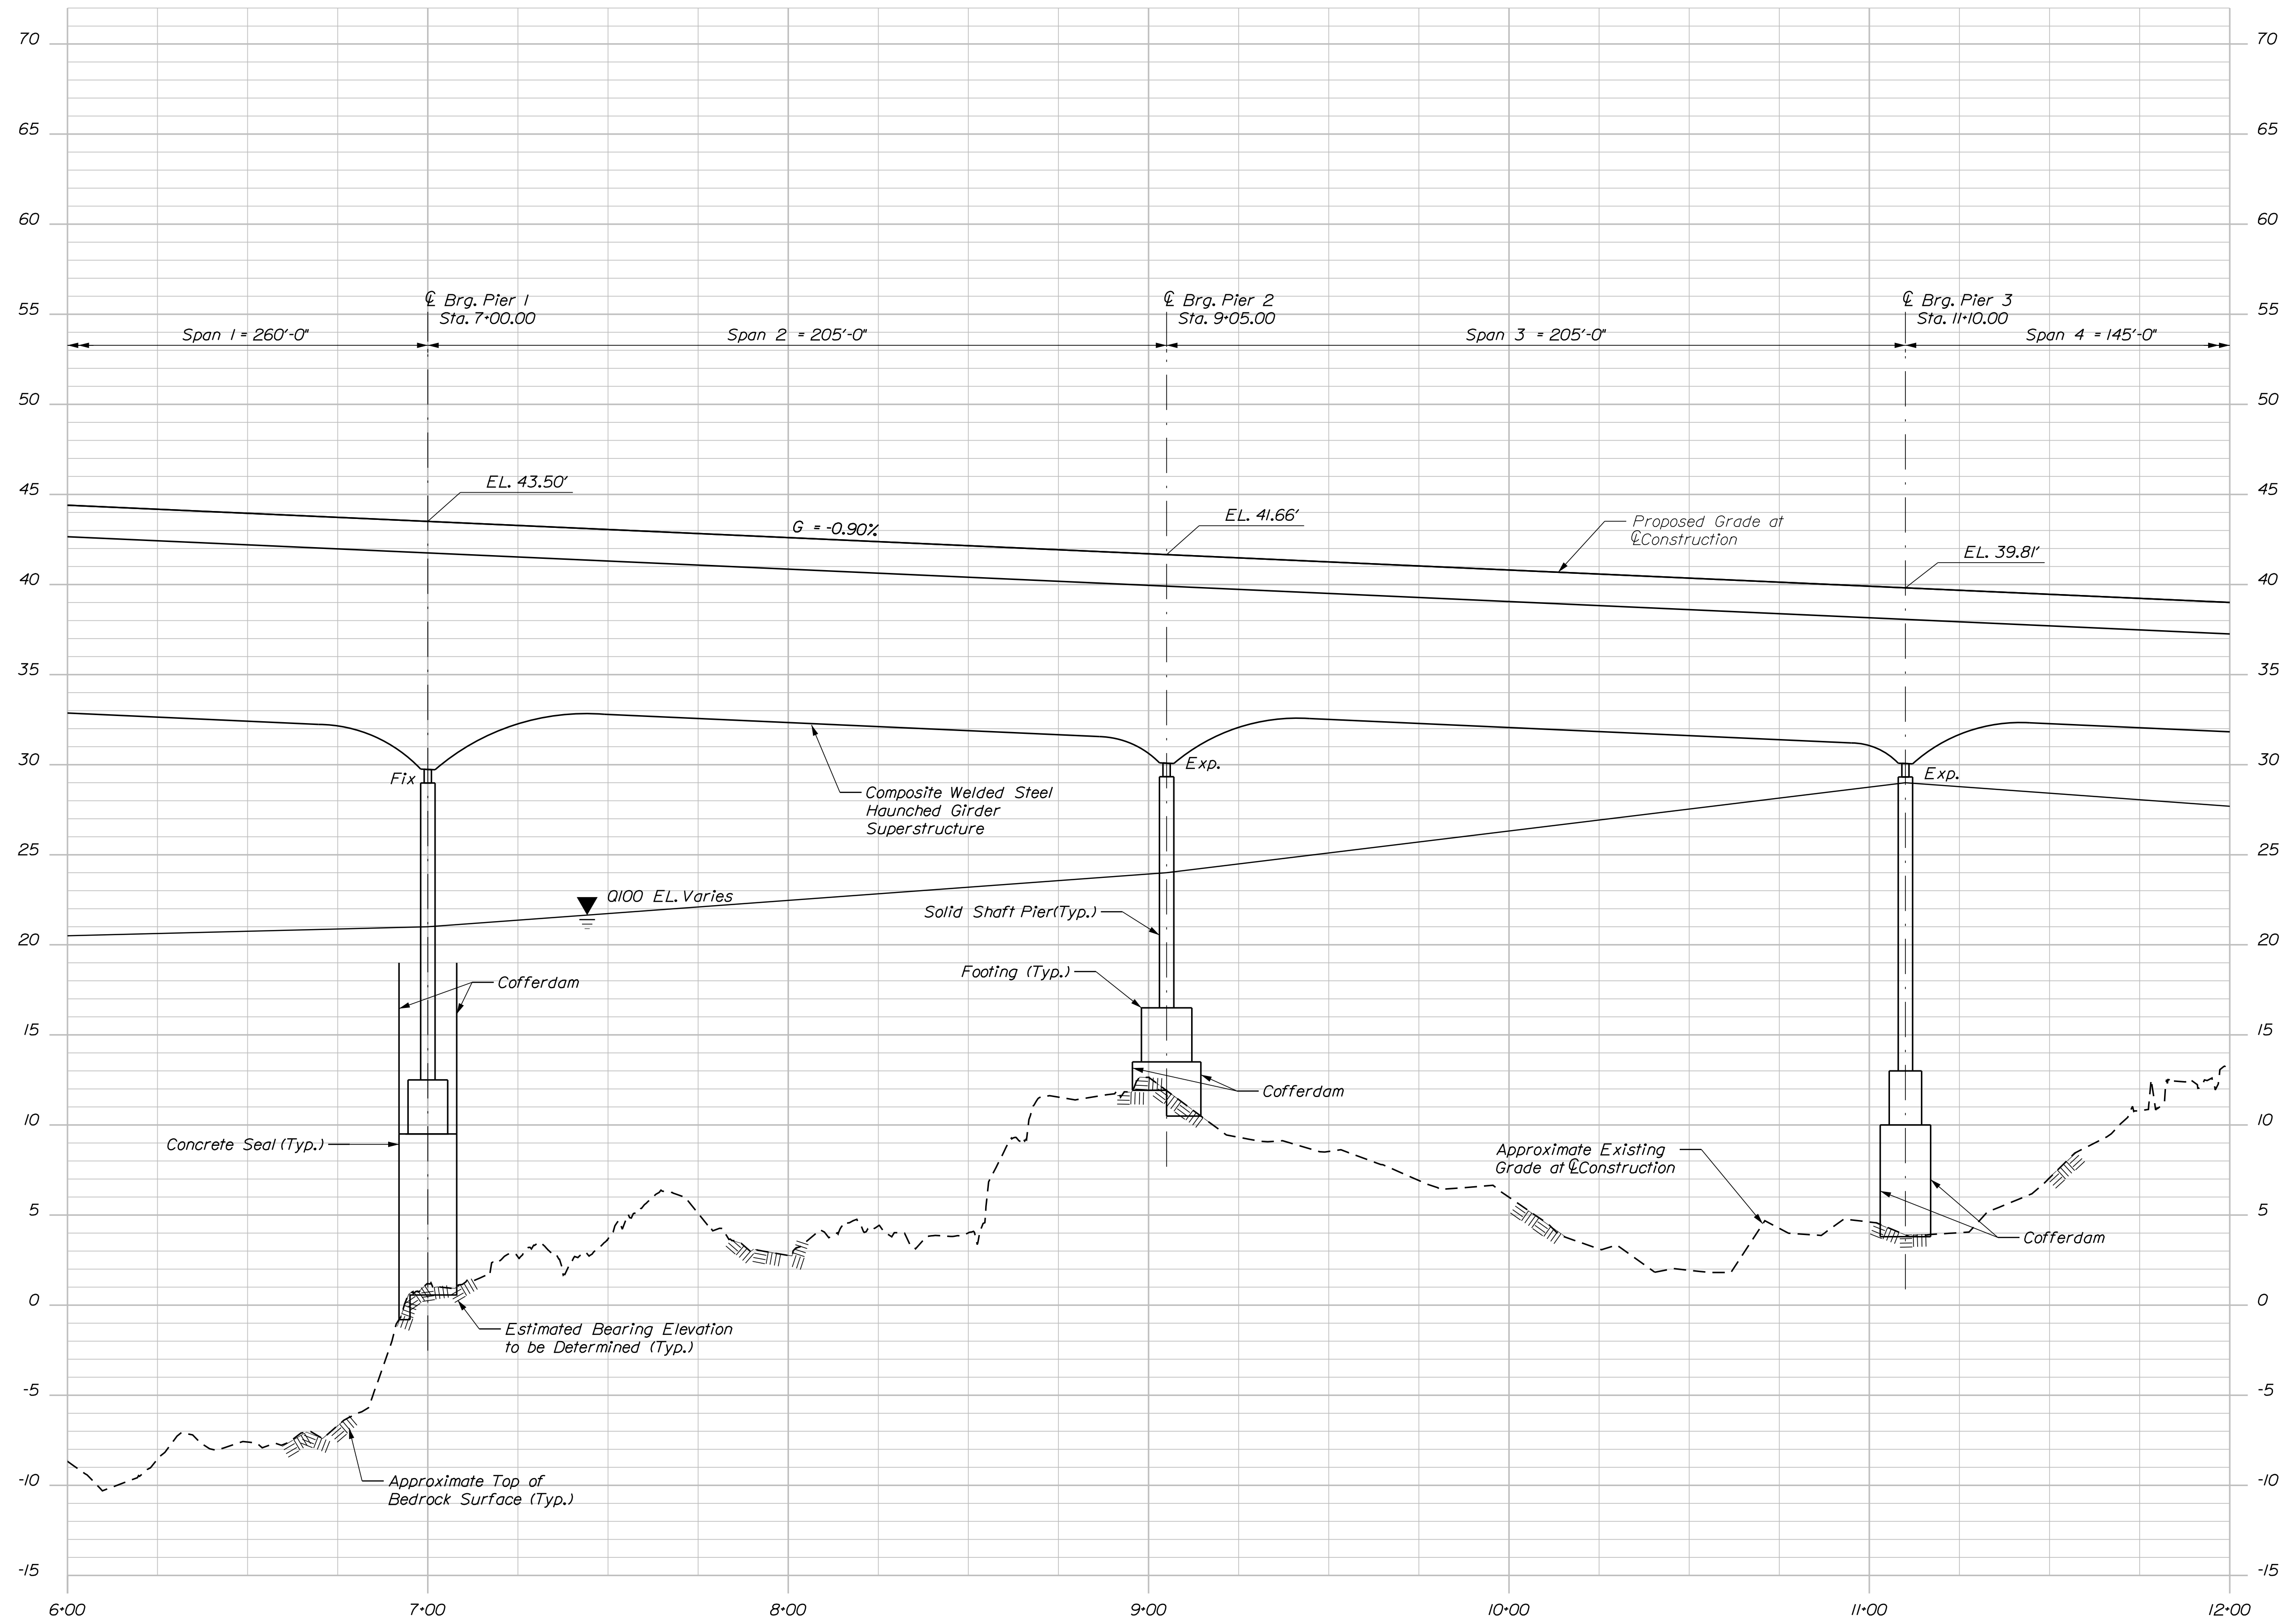 70 70
65 65
60 60
55 55
℄ Brg. Pier 1
Sta. 7+00.00
℄ Brg. Pier 2
Sta. 9+05.00
℄ Brg. Pier 3
Sta. 11+10.00
Span 1 = 260'-0"
Span 2 = 205'-0"
Span 3 = 205'-0"
Span 4 = 145'-0"
50 50
45 45
EL. 43.50'
G = -0.90%
EL. 41.66'
Proposed Grade at
℄ Construction
EL. 39.81'
40 40
35 35
30 30
Fix
Exp.
Exp.
Composite Welded Steel
Haunched Girder
Superstructure
25 25
Q100 EL. Varies
Solid Shaft Pier (Typ.)
20 20
Footing (Typ.)
Cofferdam
15 15
Cofferdam
10 10
Concrete Seal (Typ.)
Approximate Existing
Grade at ℄ Construction
5 5
Cofferdam
0 0
Estimated Bearing Elevation
to be Determined (Typ.)
-5 -5
-10 -10
Approximate Top of
Bedrock Surface (Typ.)
-15 -15
6+00 7+00 8+00 9+00 10+00 11+00 12+00